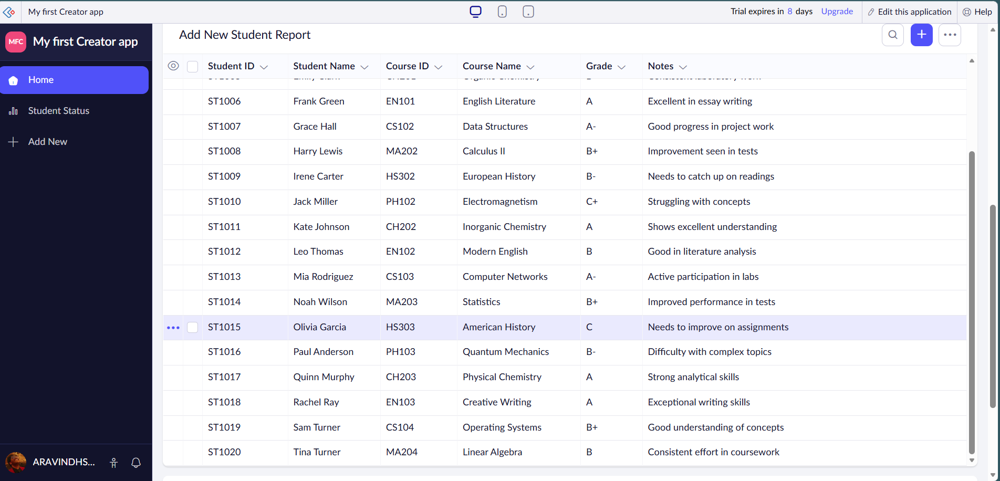 My first Creator app
Trial expires in 8 days Upgrade Edit this application Help
MFC My first Creator app
Home
Student Status
Add New
ARAVINDHS...
Add New Student Report
Student ID Student Name Course ID Course Name Grade Notes
ST1006 Frank Green EN101 English Literature A Excellent in essay writing
ST1007 Grace Hall CS102 Data Structures A- Good progress in project work
ST1008 Harry Lewis MA202 Calculus II B+ Improvement seen in tests
ST1009 Irene Carter HS302 European History B- Needs to catch up on readings
ST1010 Jack Miller PH102 Electromagnetism C+ Struggling with concepts
ST1011 Kate Johnson CH202 Inorganic Chemistry A Shows excellent understanding
ST1012 Leo Thomas EN102 Modern English B Good in literature analysis
ST1013 Mia Rodriguez CS103 Computer Networks A- Active participation in labs
ST1014 Noah Wilson MA203 Statistics B+ Improved performance in tests
ST1015 Olivia Garcia HS303 American History C Needs to improve on assignments
ST1016 Paul Anderson PH103 Quantum Mechanics B- Difficulty with complex topics
ST1017 Quinn Murphy CH203 Physical Chemistry A Strong analytical skills
ST1018 Rachel Ray EN103 Creative Writing A Exceptional writing skills
ST1019 Sam Turner CS104 Operating Systems B+ Good understanding of concepts
ST1020 Tina Turner MA204 Linear Algebra B Consistent effort in coursework